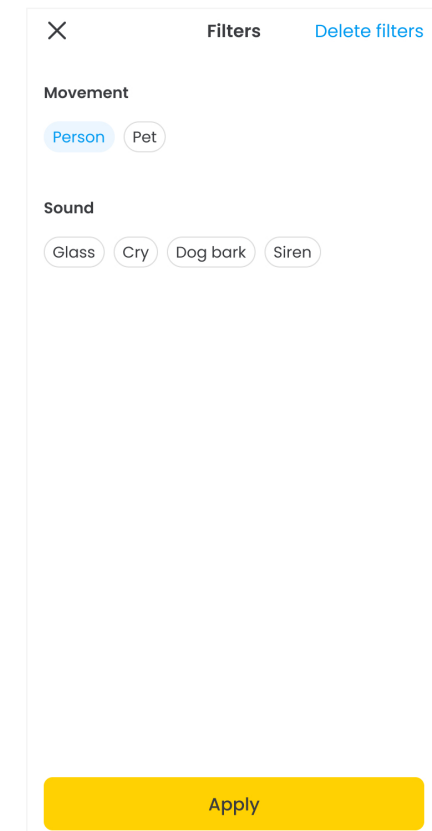 Filters Delete filters
Movement
Person Pet
Sound
Glass Cry Dog bark Siren
Apply